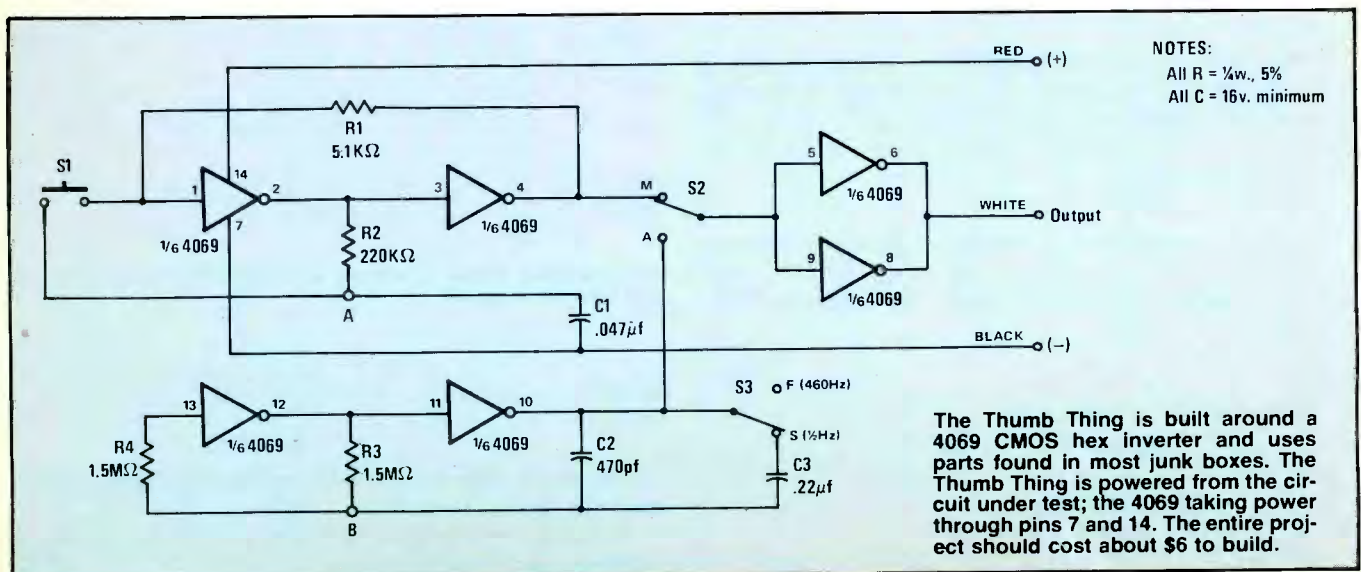 NOTES:
All R = ¼w., 5%
All C = 16v. minimum
RED
(+)
R1
5.1KΩ
S1
1
14
2
7
1/6 4069
3
4
1/6 4069
R2
220KΩ
A
C1
.047µf
M
S2
A
5
6
1/6 4069
9
8
1/6 4069
WHITE
Output
BLACK
(−)
R4
1.5MΩ
13
12
1/6 4069
R3
1.5MΩ
B
11
10
1/6 4069
C2
470pf
S3
F (460Hz)
S (½Hz)
C3
.22µf
The Thumb Thing is built around a
4069 CMOS hex inverter and uses
parts found in most junk boxes. The
Thumb Thing is powered from the cir-
cuit under test; the 4069 taking power
through pins 7 and 14. The entire proj-
ect should cost about $6 to build.